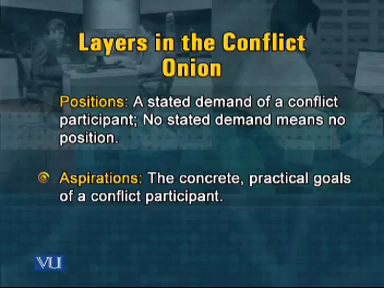 Layers in the Conflict
Onion
Positions: A stated demand of a conflict
participant; No stated demand means no
position.
Aspirations: The concrete, practical goals
of a conflict participant.
VU